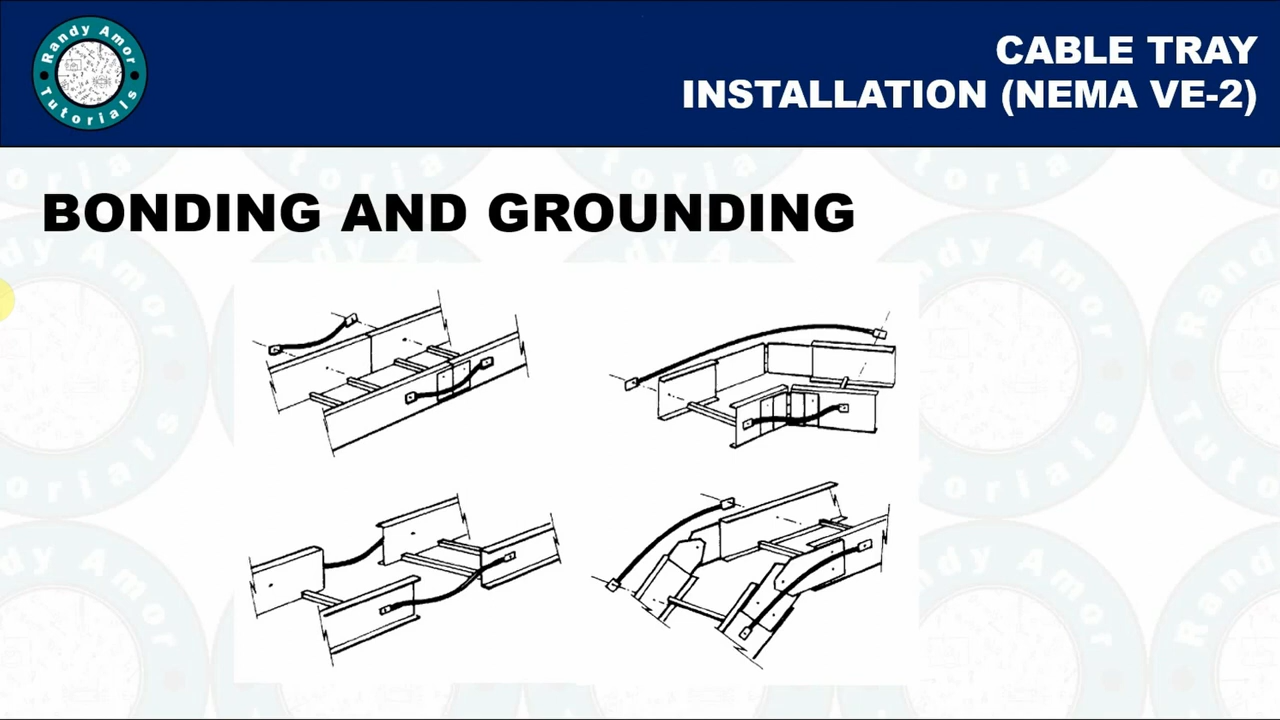 Randy Amor
Tutorials
CABLE TRAY
INSTALLATION (NEMA VE-2)
BONDING AND GROUNDING